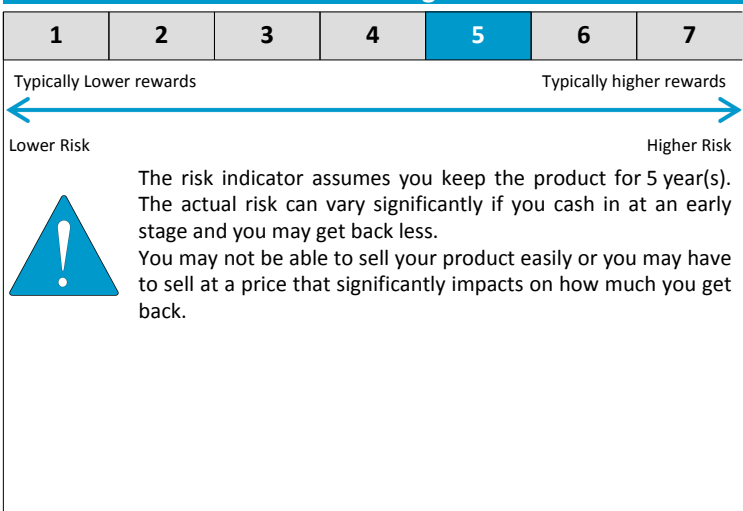 1 2 3 4 5 6 7
Typically Lower rewards Typically higher rewards
Lower Risk Higher Risk
The risk indicator assumes you keep the product for 5 year(s).
The actual risk can vary significantly if you cash in at an early
stage and you may get back less.
You may not be able to sell your product easily or you may have
to sell at a price that significantly impacts on how much you get
back.